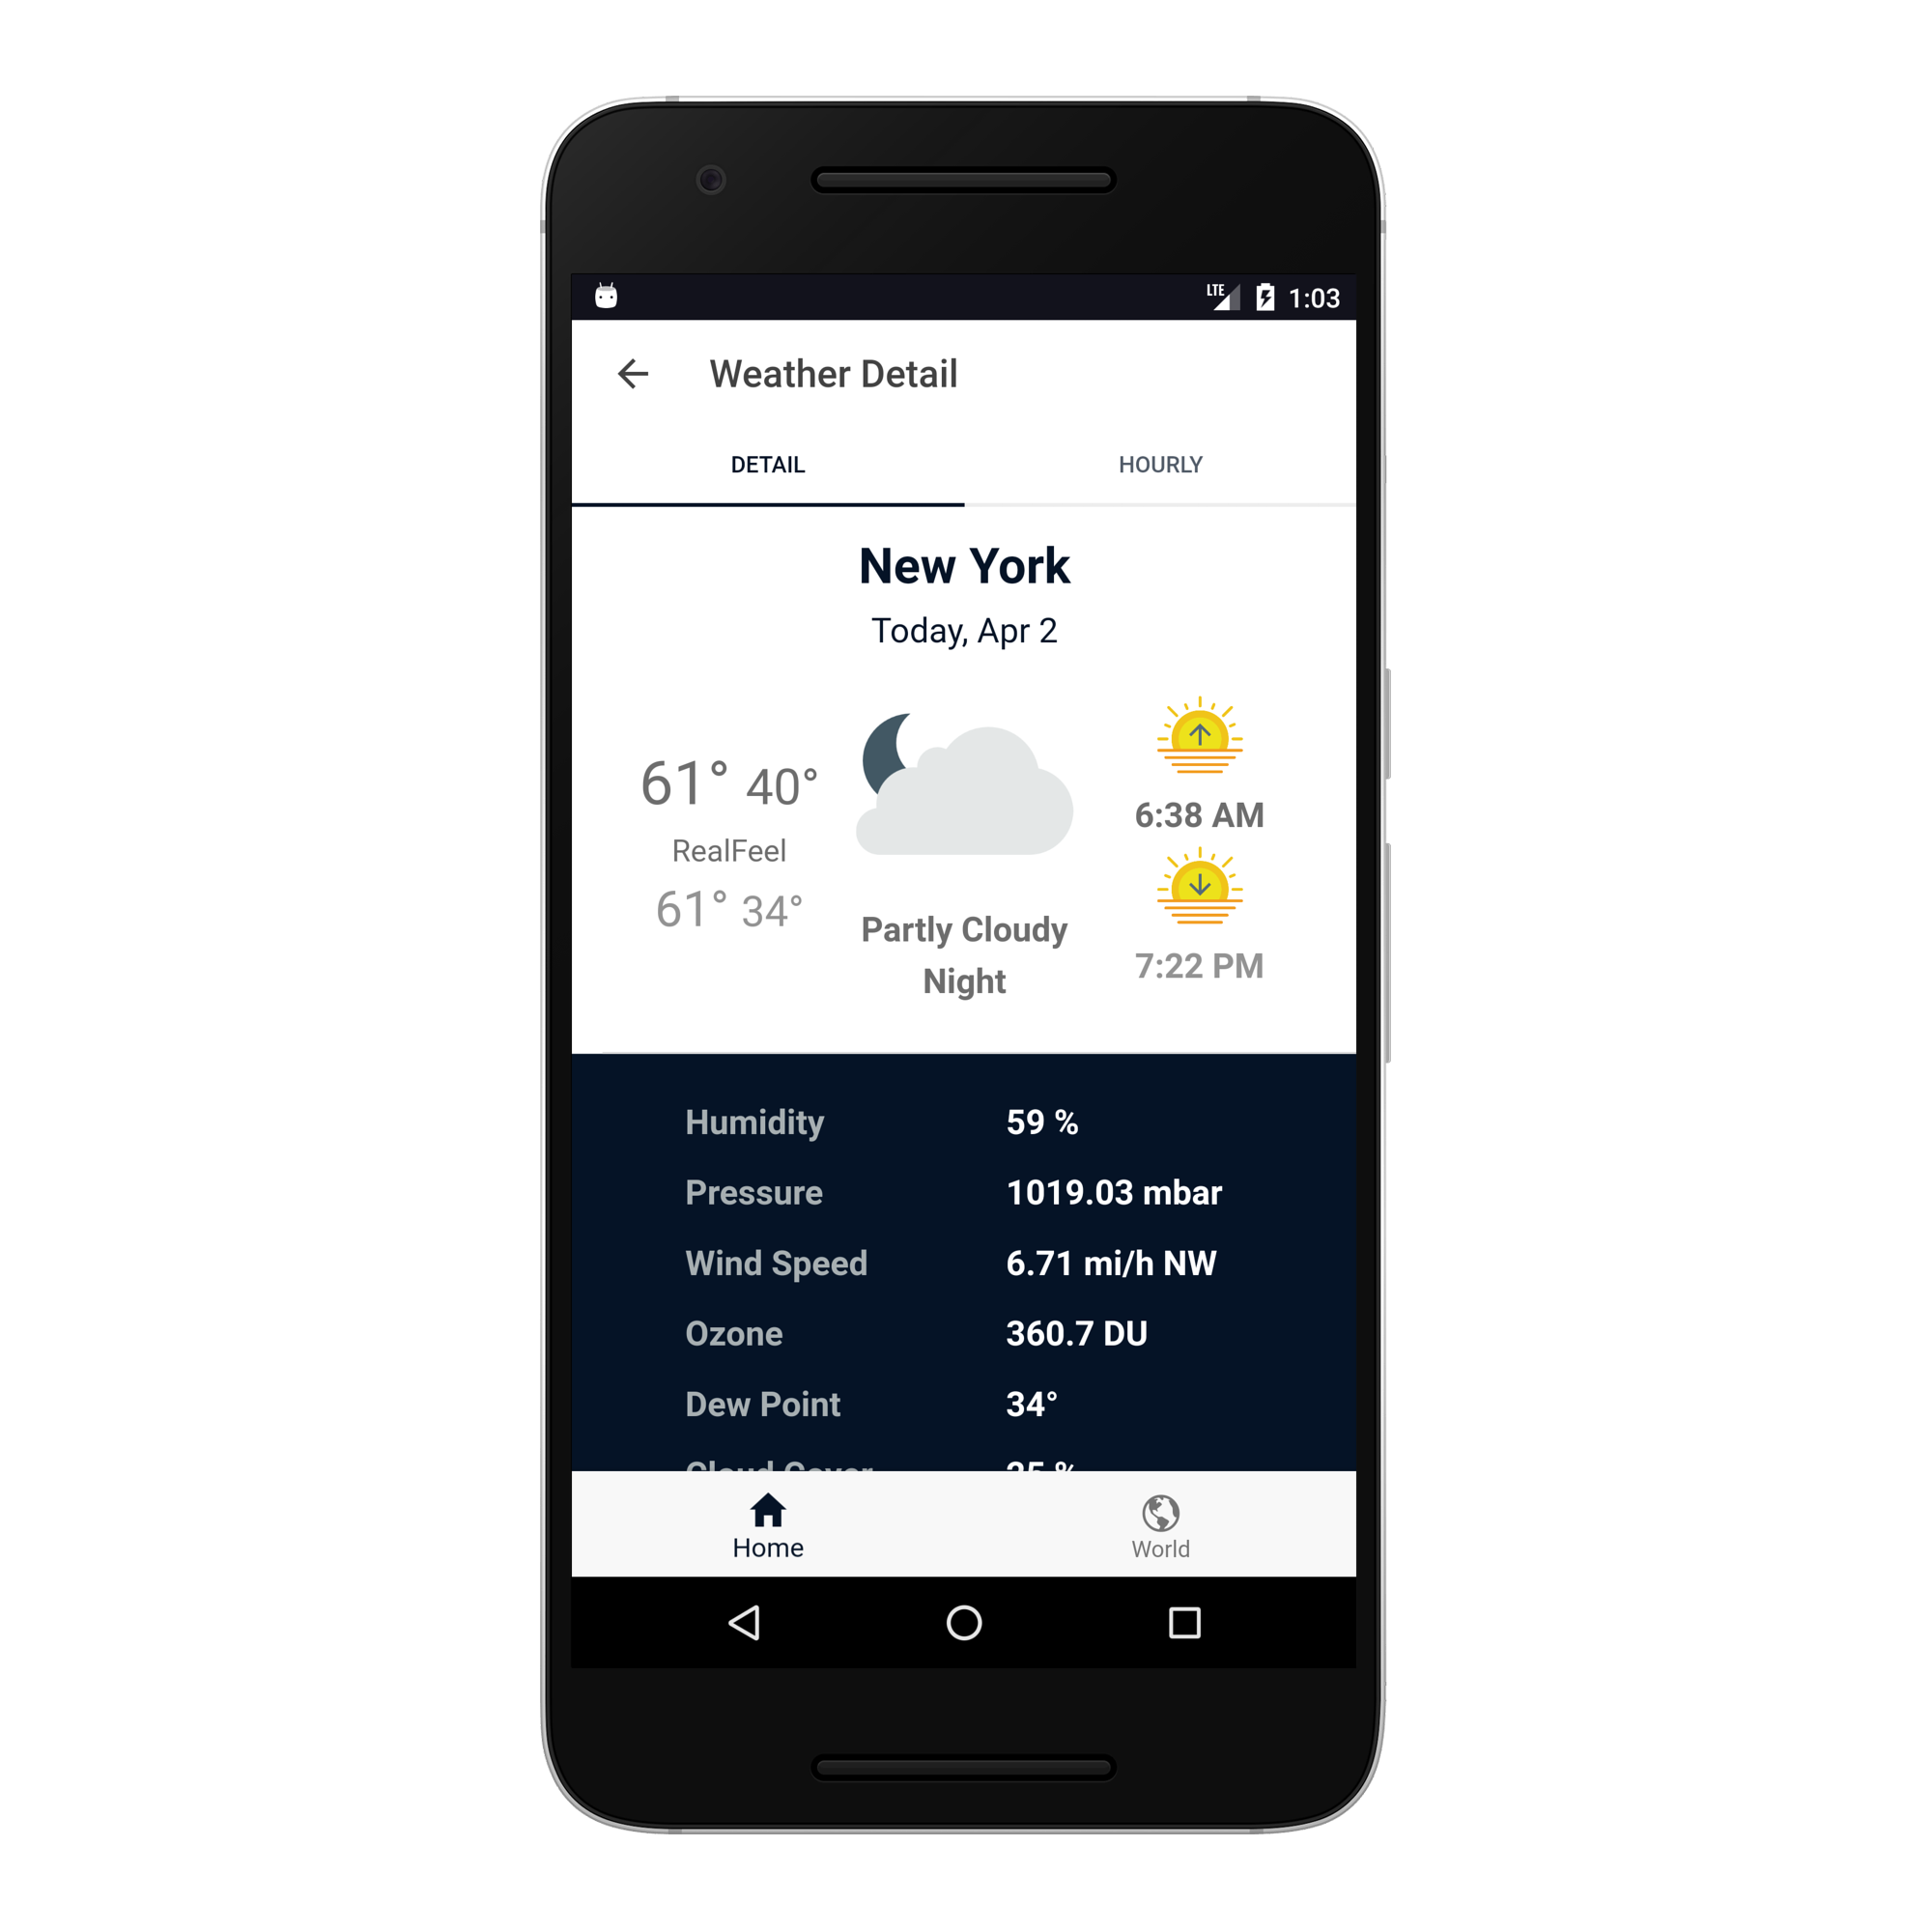 LTE 1:03
Weather Detail
DETAIL HOURLY
New York
Today, Apr 2
61° 40°
RealFeel
61° 34°
Partly Cloudy
Night
6:38 AM
7:22 PM
Humidity 59 %
Pressure 1019.03 mbar
Wind Speed 6.71 mi/h NW
Ozone 360.7 DU
Dew Point 34°
Cloud Cover
Home World